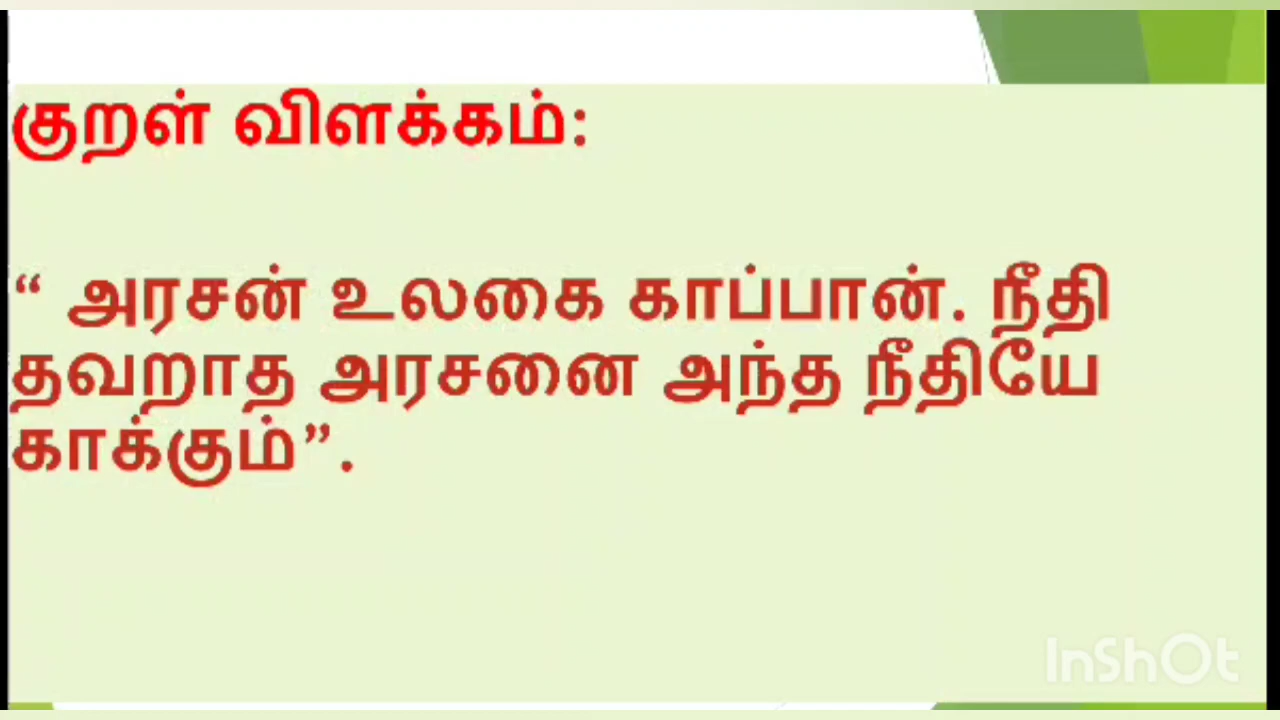 குறள் விளக்கம்:
“ அரசன் உலகை காப்பான். நீதி
தவறாத அரசனை அந்த நீதியே
காக்கும்”.
InShOt